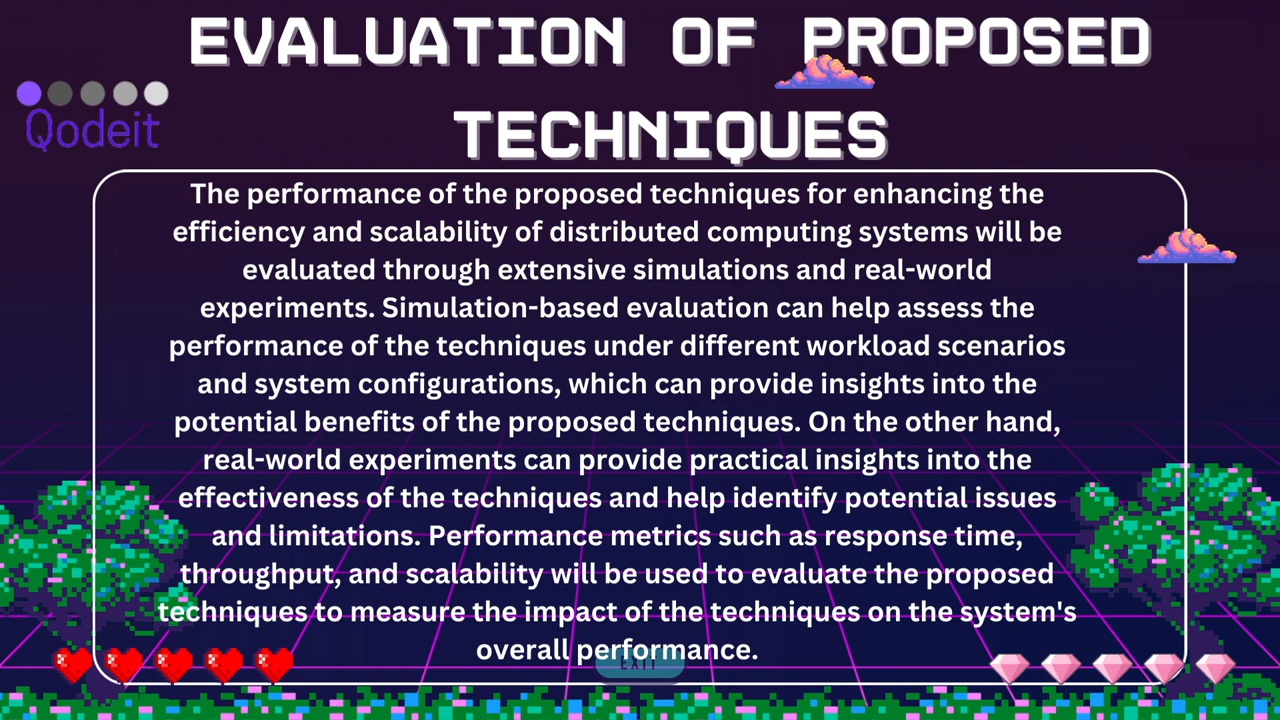 EVALUATION OF PROPOSED
TECHNIQUES
Qodeit
The performance of the proposed techniques for enhancing the
efficiency and scalability of distributed computing systems will be
evaluated through extensive simulations and real-world
experiments. Simulation-based evaluation can help assess the
performance of the techniques under different workload scenarios
and system configurations, which can provide insights into the
potential benefits of the proposed techniques. On the other hand,
real-world experiments can provide practical insights into the
effectiveness of the techniques and help identify potential issues
and limitations. Performance metrics such as response time,
throughput, and scalability will be used to evaluate the proposed
techniques to measure the impact of the techniques on the system's
overall performance.
EXIT